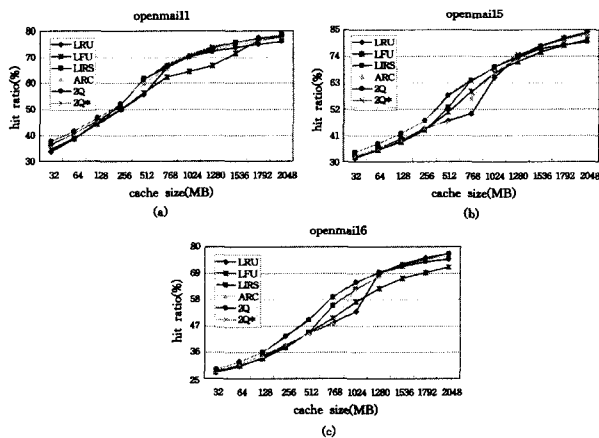 openmail1
80
70
60
50
40
30
hit ratio(%)
LRU
LFU
LIRS
ARC
2Q
2Q*
32 64 128 256 512 768 1024 1280 1536 1792 2048
cache size(MB)
(a)
openmail5
85
74
63
52
41
30
hit ratio(%)
LRU
LFU
LIRS
ARC
2Q
2Q*
32 64 128 256 512 768 1024 1280 1536 1792 2048
cache size(MB)
(b)
openmail6
80
69
58
47
36
25
hit ratio(%)
LRU
LFU
LIRS
ARC
2Q
2Q*
32 64 128 256 512 768 1024 1280 1536 1792 2048
cache size(MB)
(c)